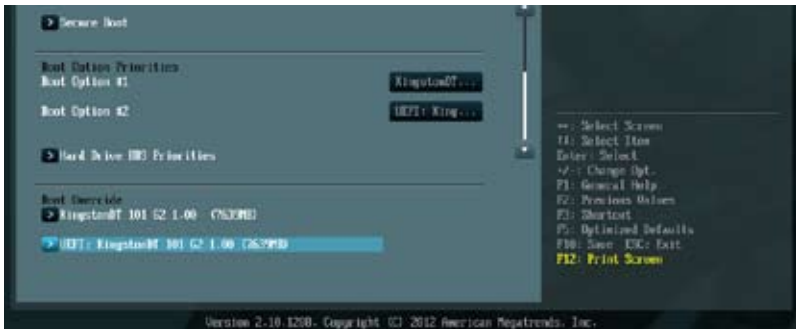 Secure Boot
Boot Option Priorities
Boot Option #1
KingstonDT...
Boot Option #2
UEFI: King...
Hard Drive BBS Priorities
Boot Override
KingstonDT 101 G2 1.00 (7639MB)
UEFI: KingstonDT 101 G2 1.00 (7639MB)
: Select Screen
: Select Item
Enter: Select
+/-: Change Opt.
F1: General Help
F2: Previous Values
F3: Shortcut
F5: Optimized Defaults
F10: Save ESC: Exit
F12: Print Screen
Version 2.10.1208. Copyright (C) 2012 American Megatrends, Inc.